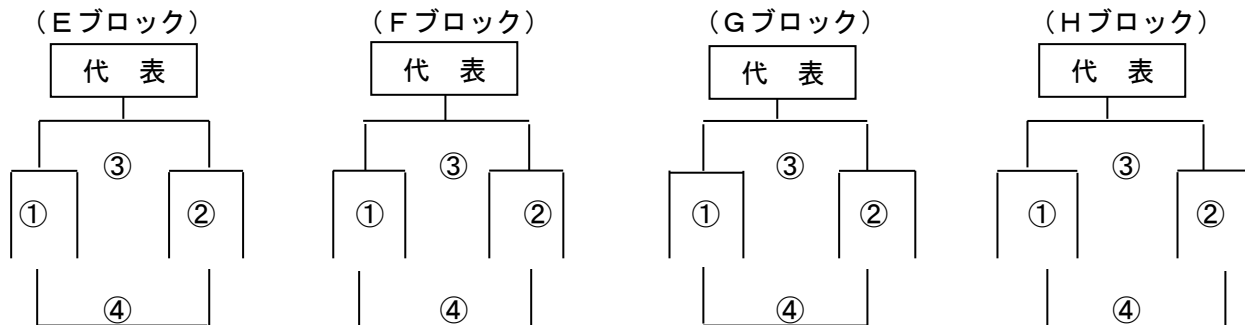 （Ｅブロック） （Ｆブロック） （Ｇブロック） （Ｈブロック）
代 表 代 表 代 表 代 表
③ ③ ③ ③
① ② ① ② ① ② ① ②
④ ④ ④ ④